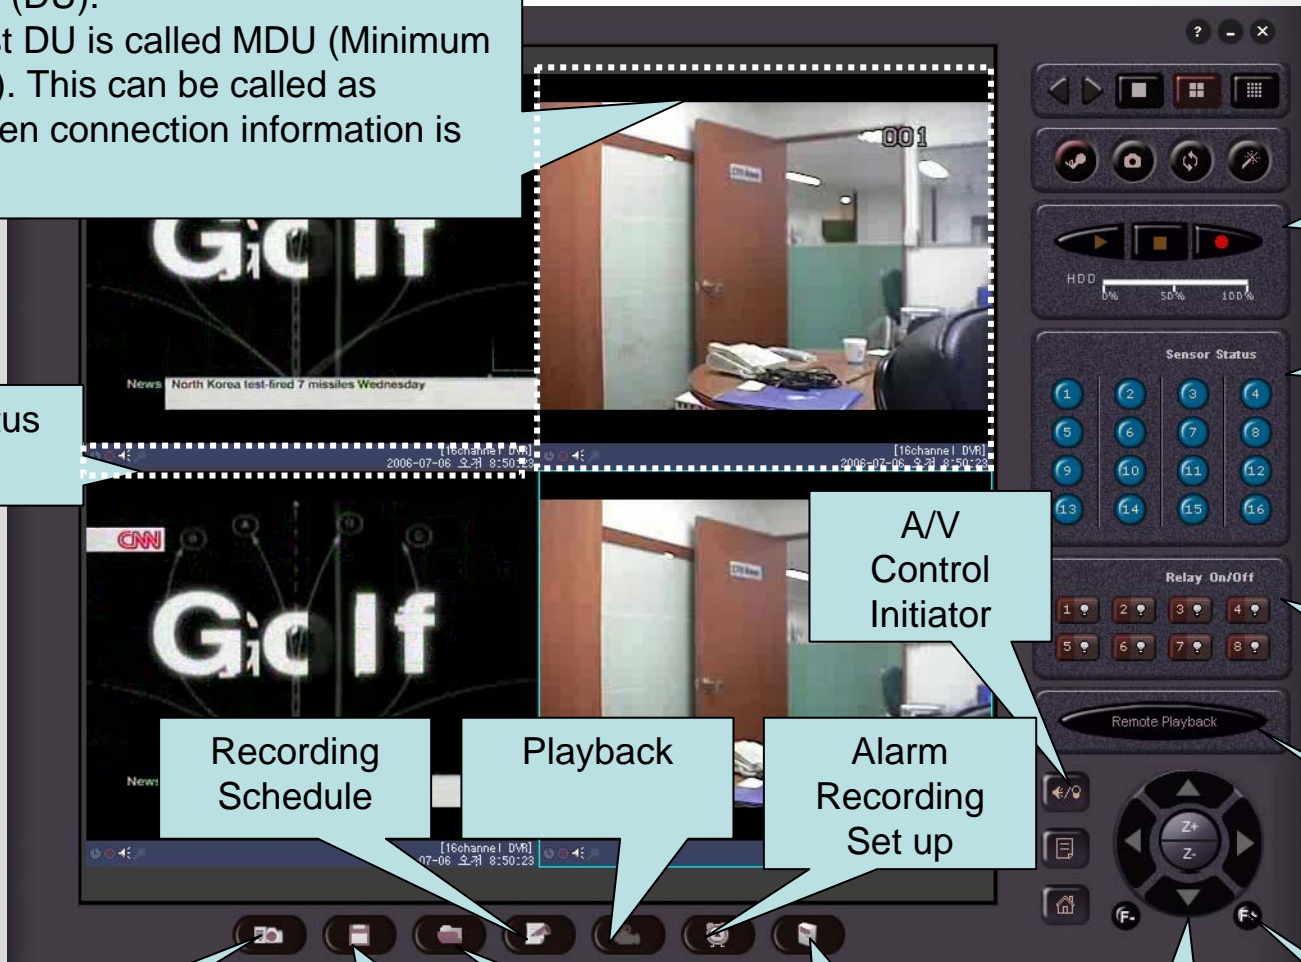 (DU).
st DU is called MDU (Minimum
). This can be called as
en connection information is
001
Golf
News North Korea test-fired 7 missiles Wednesday
tus
[16channel DVR]
2006-07-06 오전 8:50:23
[16channel DVR]
2006-07-06 오전 8:50:23
CNN
Golf
News
[16channel DVR]
07-06 오전 8:50:23
A/V
Control
Initiator
Recording
Schedule
Playback
Alarm
Recording
Set up
?
HDD
0% 50% 100%
Sensor Status
1 2 3 4
5 6 7 8
9 10 11 12
13 14 15 16
Relay On/Off
1 2 3 4
5 6 7 8
Remote Playback
Z+
Z-
F- F+